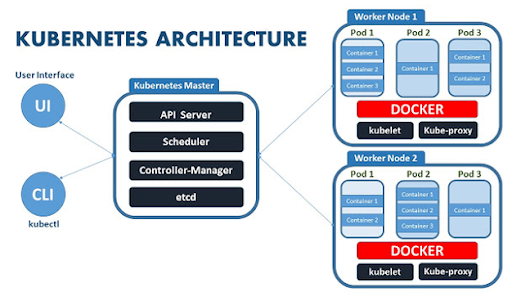 KUBERNETES ARCHITECTURE
User Interface
UI
CLI
kubectl
Kubernetes Master
API Server
Scheduler
Controller-Manager
etcd
Worker Node 1
Pod 1 Pod 2 Pod 3
Container 1
Container 2
Container 3
Container 1
Container 1
Container 2
DOCKER
kubelet Kube-proxy
Worker Node 2
Pod 1 Pod 2 Pod 3
Container 1
Container 2
Container 1
Container 2
Container 3
Container 1
DOCKER
kubelet Kube-proxy